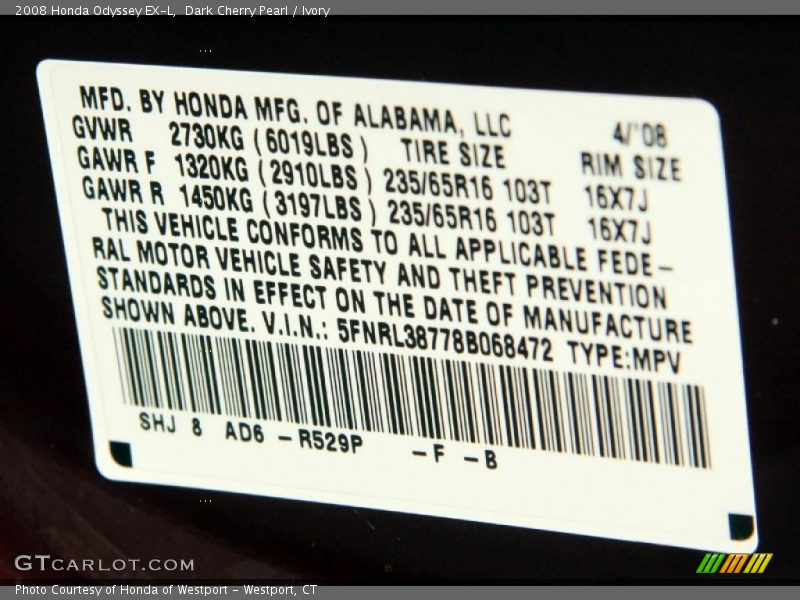 2008 Honda Odyssey EX-L,  Dark Cherry Pearl / Ivory
MFD. BY HONDA MFG. OF ALABAMA, LLC 4/'08
GVWR 2730KG (6019LBS) TIRE SIZE RIM SIZE
GAWR F 1320KG (2910LBS) 235/65R16 103T 16X7J
GAWR R 1450KG (3197LBS) 235/65R16 103T 16X7J
THIS VEHICLE CONFORMS TO ALL APPLICABLE FEDE-
RAL MOTOR VEHICLE SAFETY AND THEFT PREVENTION
STANDARDS IN EFFECT ON THE DATE OF MANUFACTURE
SHOWN ABOVE. V.I.N.: 5FNRL38778B068472 TYPE:MPV
SHJ 8 AD6 -R529P -F -B
GTCARLOT.COM
Photo Courtesy of Honda of Westport - Westport, CT